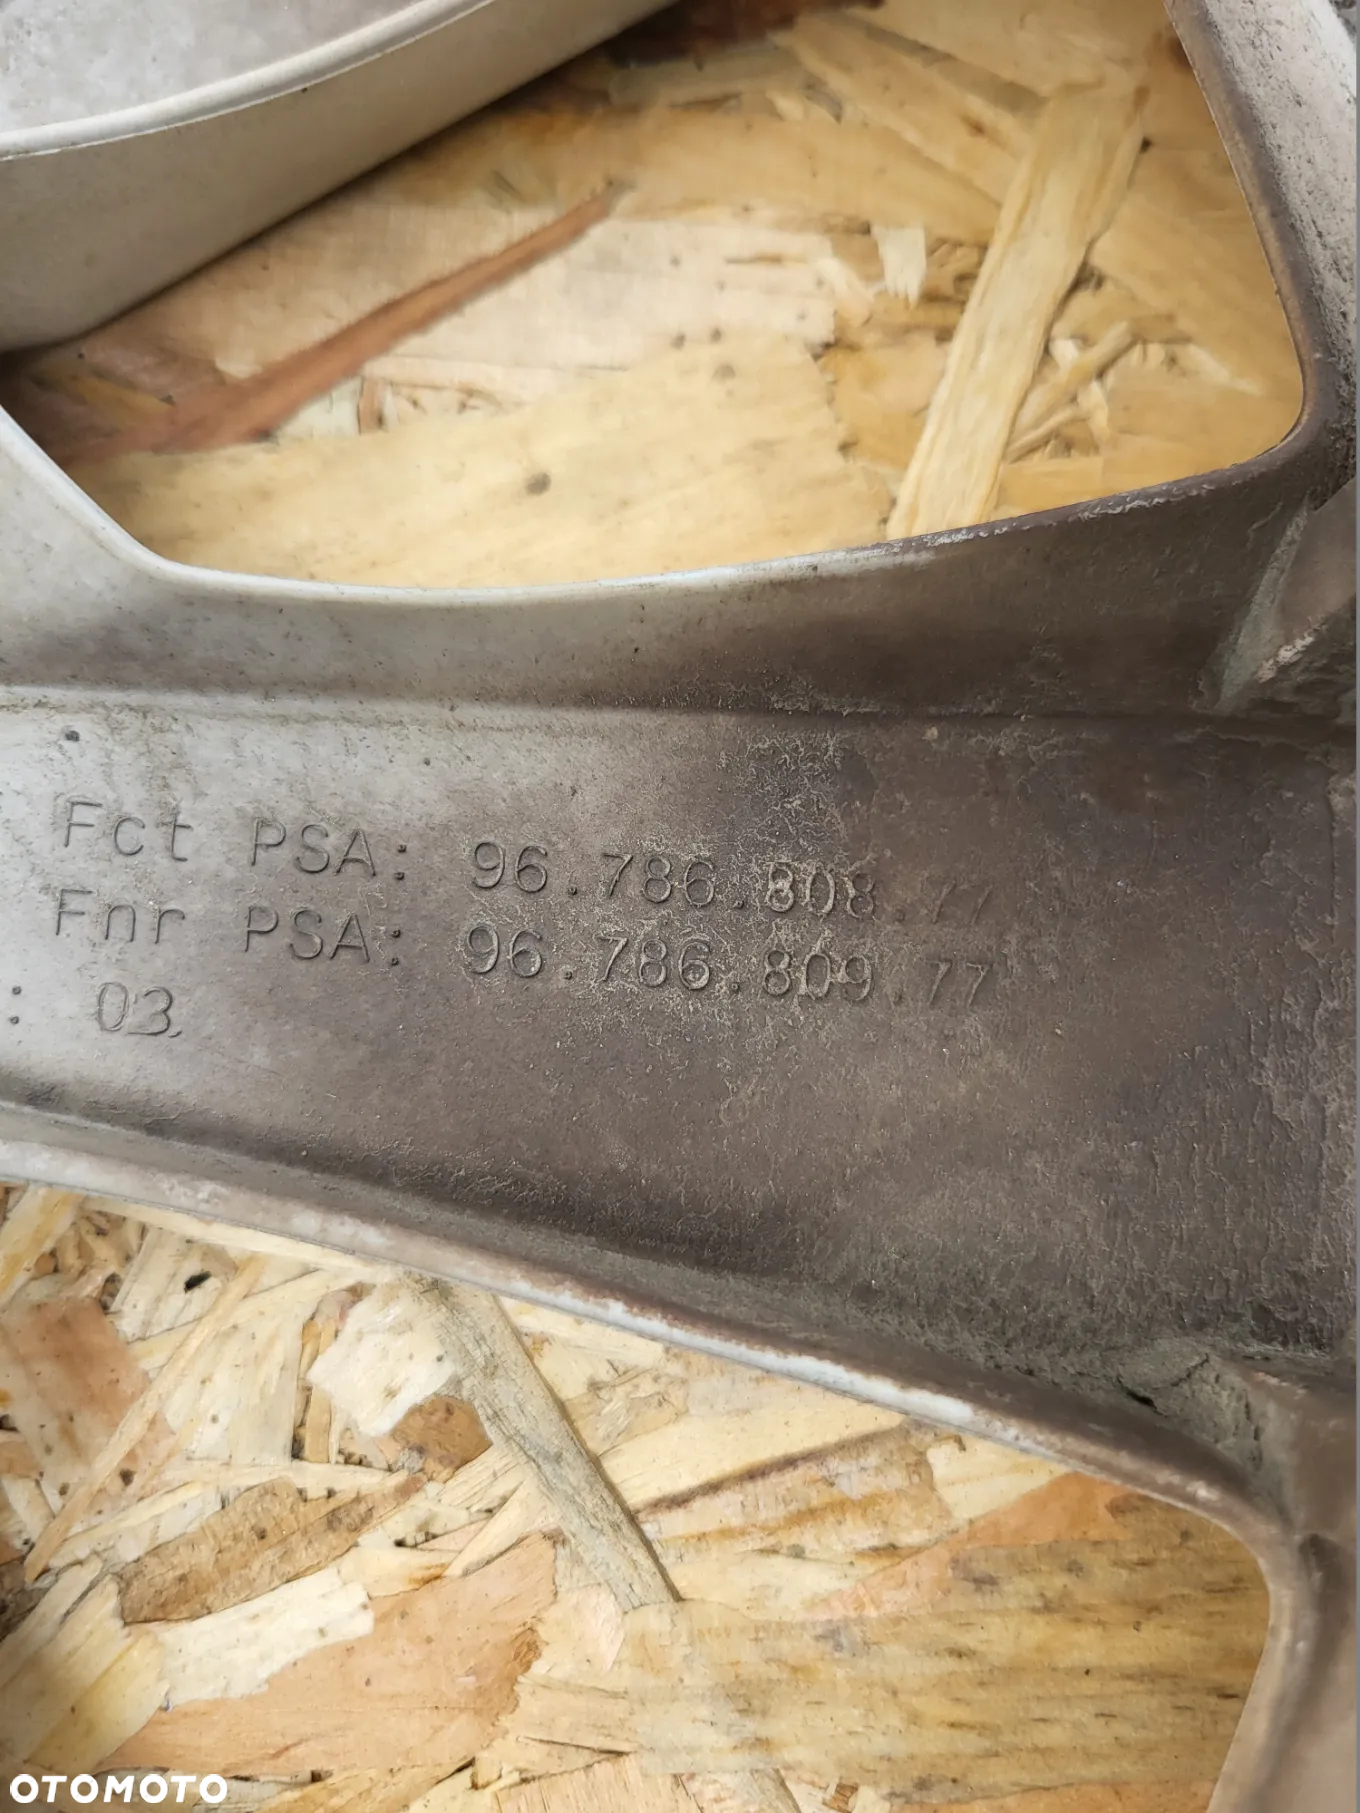 Fct PSA: 96.786.808.77
Fnr PSA: 96.786.809.77
: 03
OTOMOTO